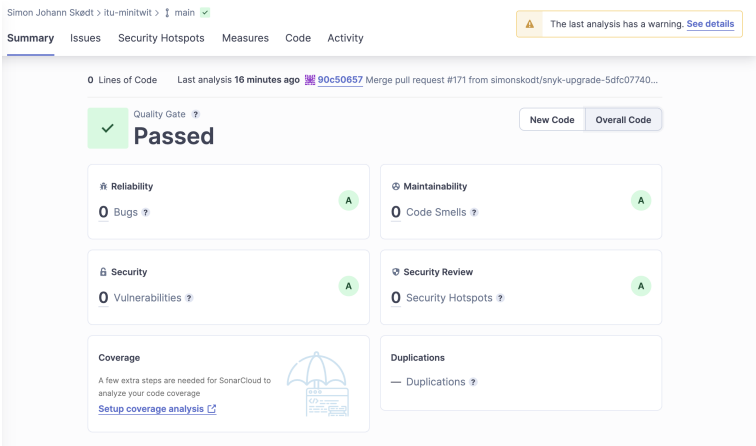 Simon Johann Skødt > itu-minitwit > main
The last analysis has a warning. See details
Summary Issues Security Hotspots Measures Code Activity
0 Lines of Code Last analysis 16 minutes ago 90c50657 Merge pull request #171 from simonskodt/snyk-upgrade-5dfc07740...
Quality Gate ?
Passed
New Code Overall Code
Reliability
0 Bugs ?
A
Maintainability
0 Code Smells ?
A
Security
0 Vulnerabilities ?
A
Security Review
0 Security Hotspots ?
A
Coverage
A few extra steps are needed for SonarCloud to
analyze your code coverage
Setup coverage analysis
Duplications
— Duplications ?